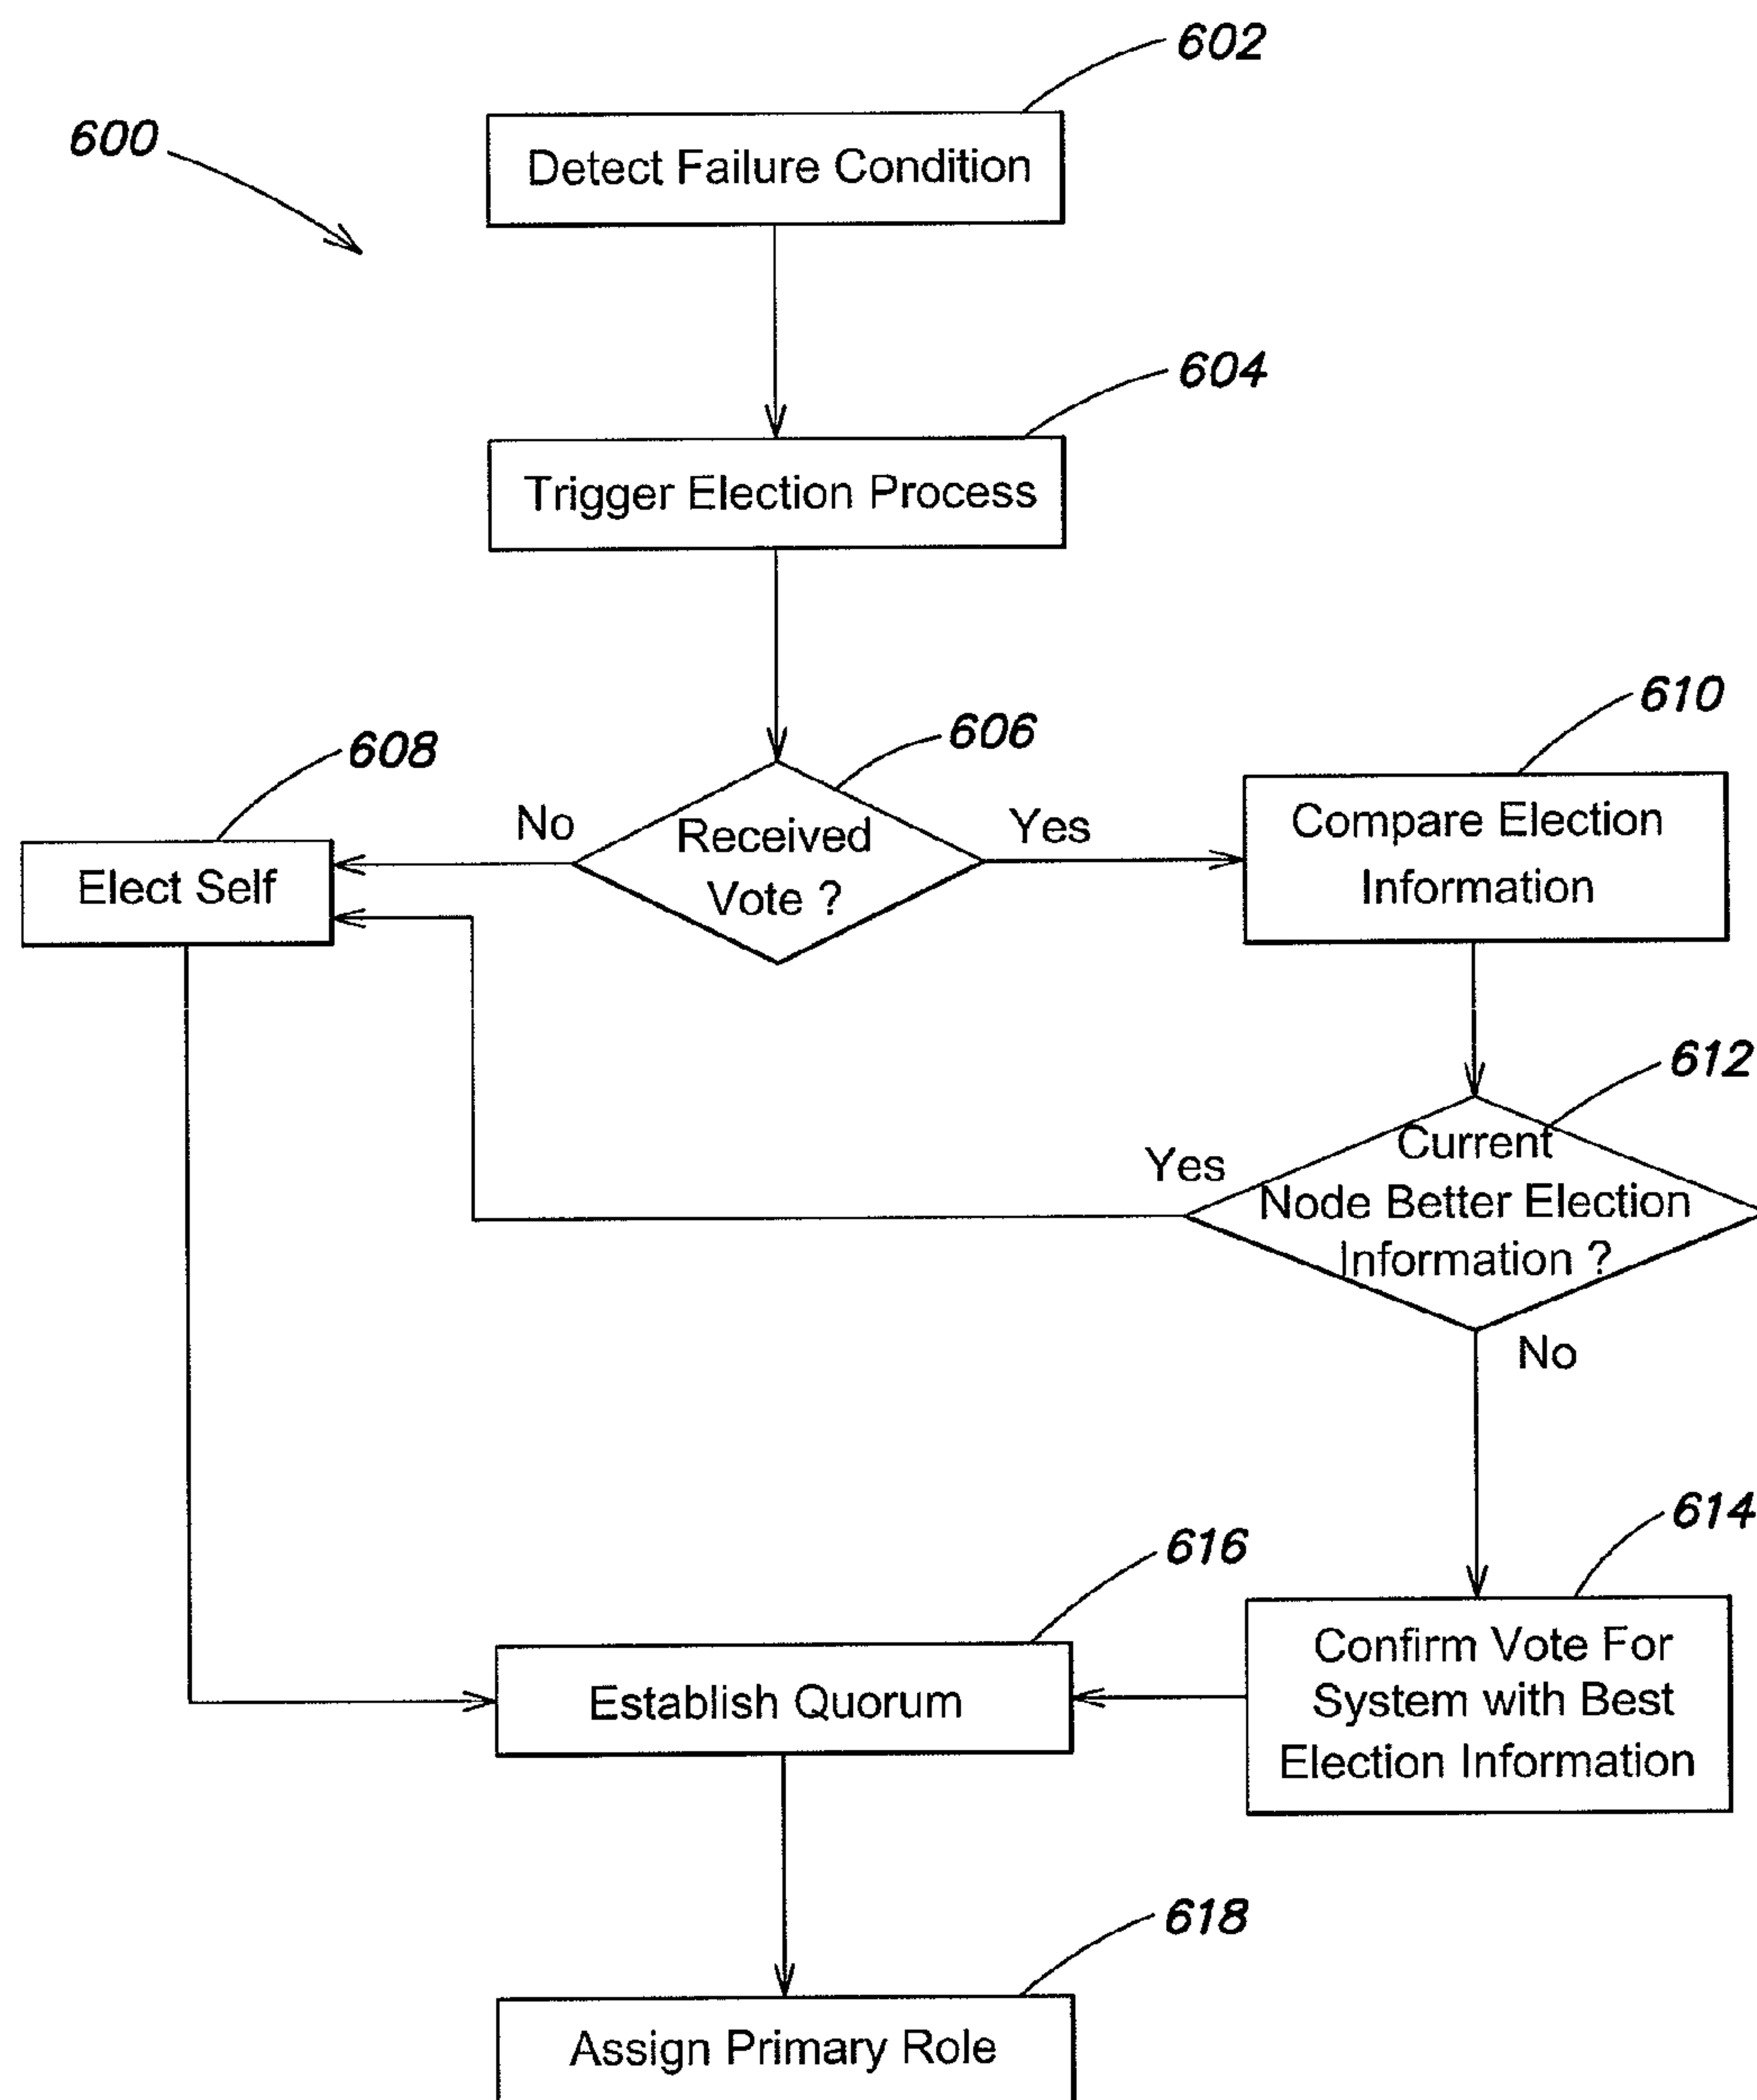 602
600
Detect Failure Condition
604
Trigger Election Process
606
608
610
No
Received
Vote ?
Yes
Compare Election
Information
Elect Self
612
Yes
Current
Node Better Election
Information ?
No
614
616
Confirm Vote For
System with Best
Election Information
Establish Quorum
618
Assign Primary Role